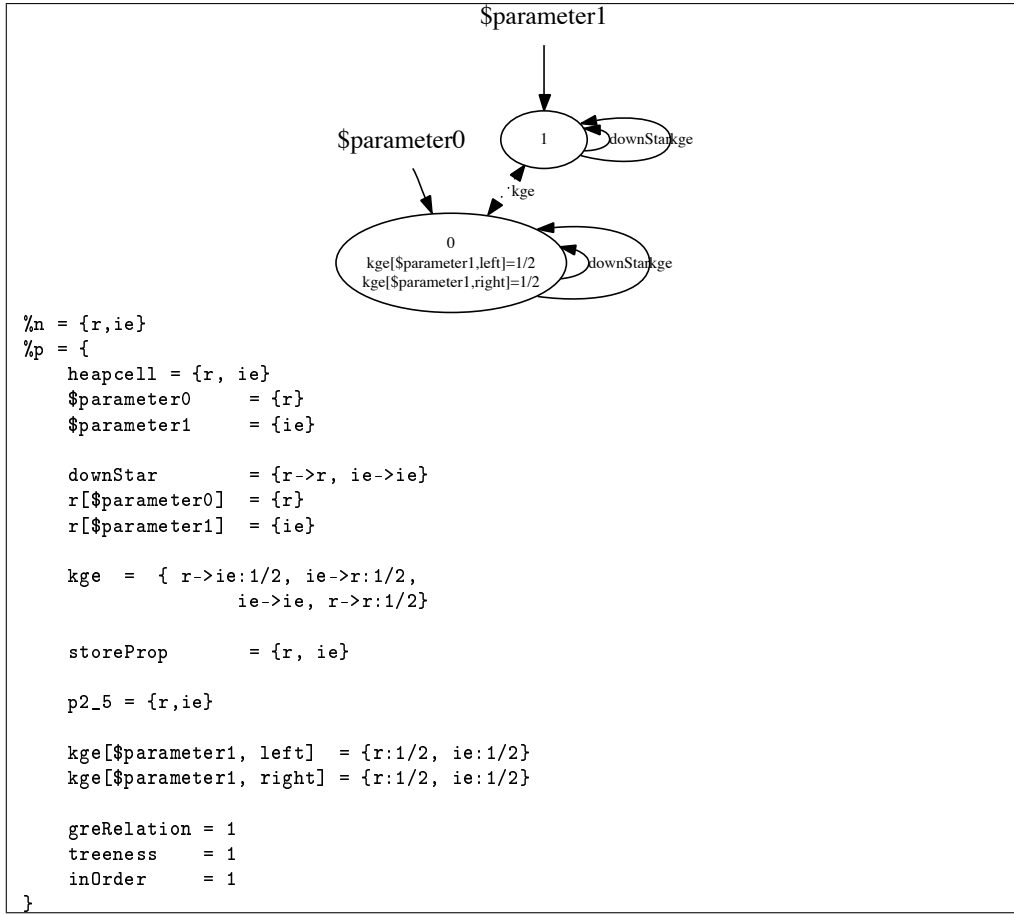 $parameter1
1
downStar
kge
$parameter0
kge
0
kge[$parameter1,left]=1/2
kge[$parameter1,right]=1/2
downStar
kge
%n = {r,ie}
%p = {
    heapcell = {r, ie}
    $parameter0     = {r}
    $parameter1     = {ie}
    downStar        = {r->r, ie->ie}
    r[$parameter0]  = {r}
    r[$parameter1]  = {ie}
    kge  =  { r->ie:1/2, ie->r:1/2,
                   ie->ie, r->r:1/2}
    storeProp       = {r, ie}
    p2_5 = {r,ie}
    kge[$parameter1, left]  = {r:1/2, ie:1/2}
    kge[$parameter1, right] = {r:1/2, ie:1/2}
    greRelation = 1
    treeness    = 1
    inOrder     = 1
}